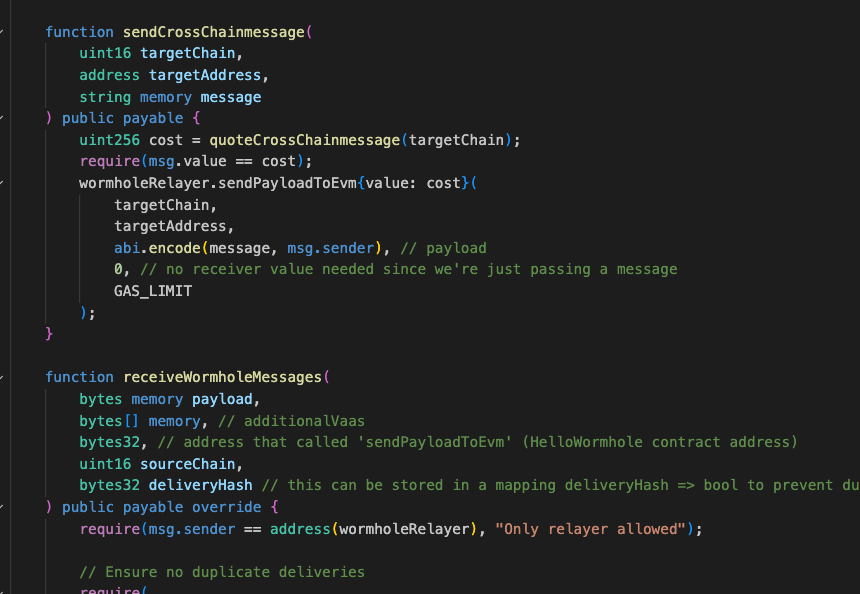 function sendCrossChainmessage(
uint16 targetChain,
address targetAddress,
string memory message
) public payable {
uint256 cost = quoteCrossChainmessage(targetChain);
require(msg.value == cost);
wormholeRelayer.sendPayloadToEvm{value: cost}(
targetChain,
targetAddress,
abi.encode(message, msg.sender), // payload
0, // no receiver value needed since we're just passing a message
GAS_LIMIT
);
}
function receiveWormholeMessages(
bytes memory payload,
bytes[] memory, // additionalVaas
bytes32, // address that called 'sendPayloadToEvm' (HelloWormhole contract address)
uint16 sourceChain,
bytes32 deliveryHash // this can be stored in a mapping deliveryHash => bool to prevent du
) public payable override {
require(msg.sender == address(wormholeRelayer), "Only relayer allowed");
// Ensure no duplicate deliveries
require(